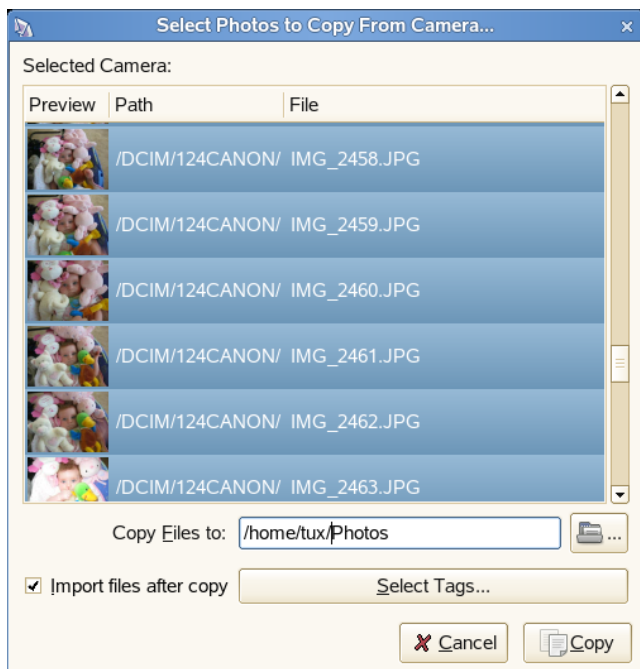 Select Photos to Copy From Camera...
Selected Camera:
Preview Path File
/DCIM/124CANON/ IMG_2458.JPG
/DCIM/124CANON/ IMG_2459.JPG
/DCIM/124CANON/ IMG_2460.JPG
/DCIM/124CANON/ IMG_2461.JPG
/DCIM/124CANON/ IMG_2462.JPG
/DCIM/124CANON/ IMG_2463.JPG
Copy Files to: /home/tux/Photos ...
Import files after copy Select Tags...
Cancel Copy